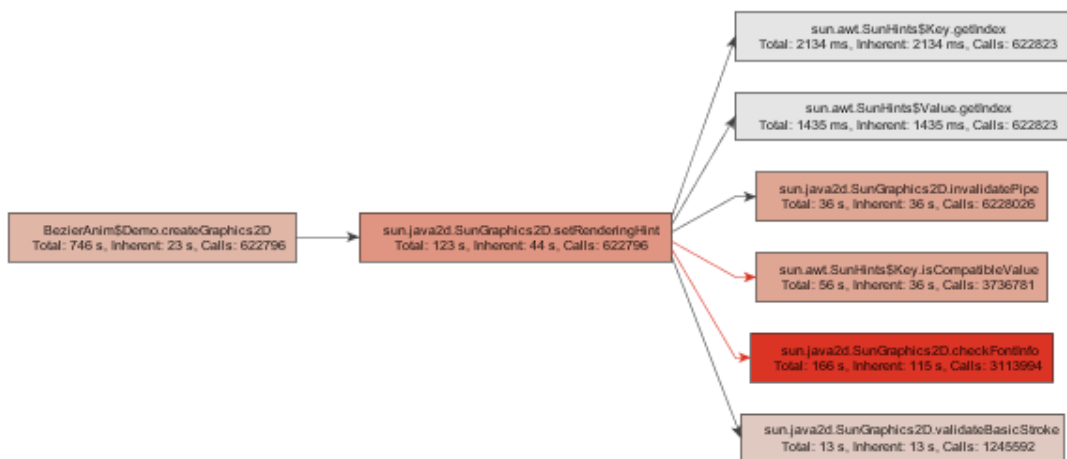 sun.awt.SunHints$Key.getIndex
Total: 2134 ms, Inherent: 2134 ms, Calls: 622823
sun.awt.SunHints$Value.getIndex
Total: 1435 ms, Inherent: 1435 ms, Calls: 622823
sun.java2d.SunGraphics2D.invalidatePipe
Total: 36 s, Inherent: 36 s, Calls: 6228026
BezierAnim$Demo.createGraphics2D
Total: 746 s, Inherent: 23 s, Calls: 622796
sun.java2d.SunGraphics2D.setRenderingHint
Total: 123 s, Inherent: 44 s, Calls: 622796
sun.awt.SunHints$Key.isCompatibleValue
Total: 56 s, Inherent: 36 s, Calls: 3736781
sun.java2d.SunGraphics2D.checkFontInfo
Total: 166 s, Inherent: 115 s, Calls: 3113994
sun.java2d.SunGraphics2D.validateBasicStroke
Total: 13 s, Inherent: 13 s, Calls: 1245592